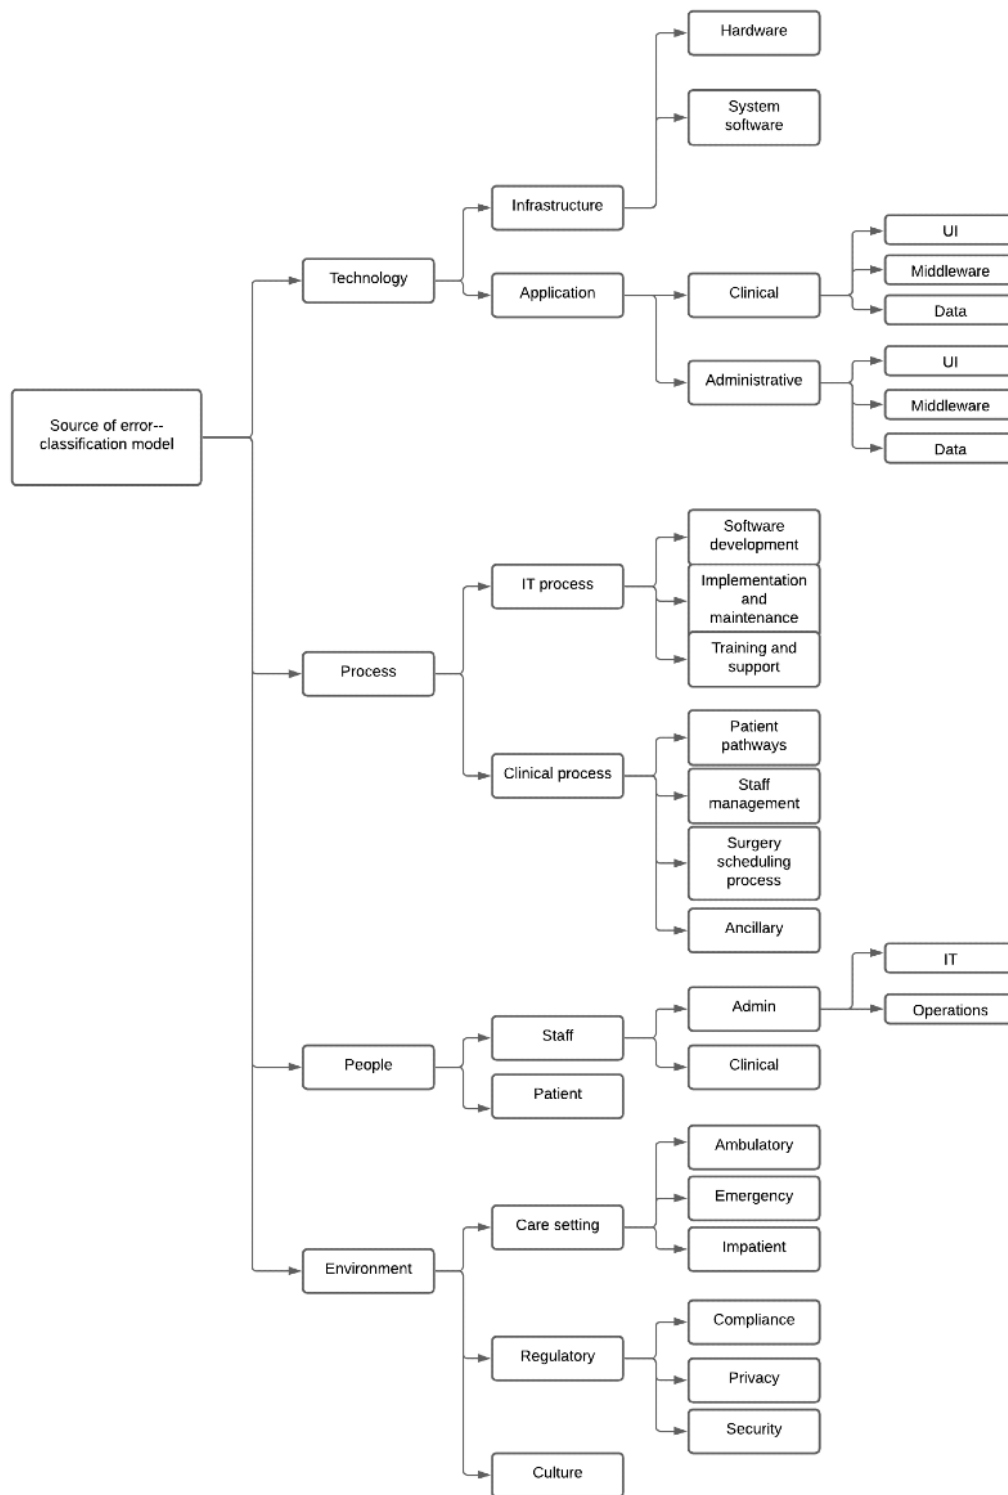 Hardware
System
software
Infrastructure
Technology
Application
Clinical
UI
Middleware
Data
Administrative
UI
Middleware
Data
Source of error--
classification model
Process
IT process
Software
development
Implementation
and
maintenance
Training and
support
Clinical process
Patient
pathways
Staff
management
Surgery
scheduling
process
Ancillary
People
Staff
Admin
IT
Operations
Clinical
Patient
Environment
Care setting
Ambulatory
Emergency
Impatient
Regulatory
Compliance
Privacy
Security
Culture